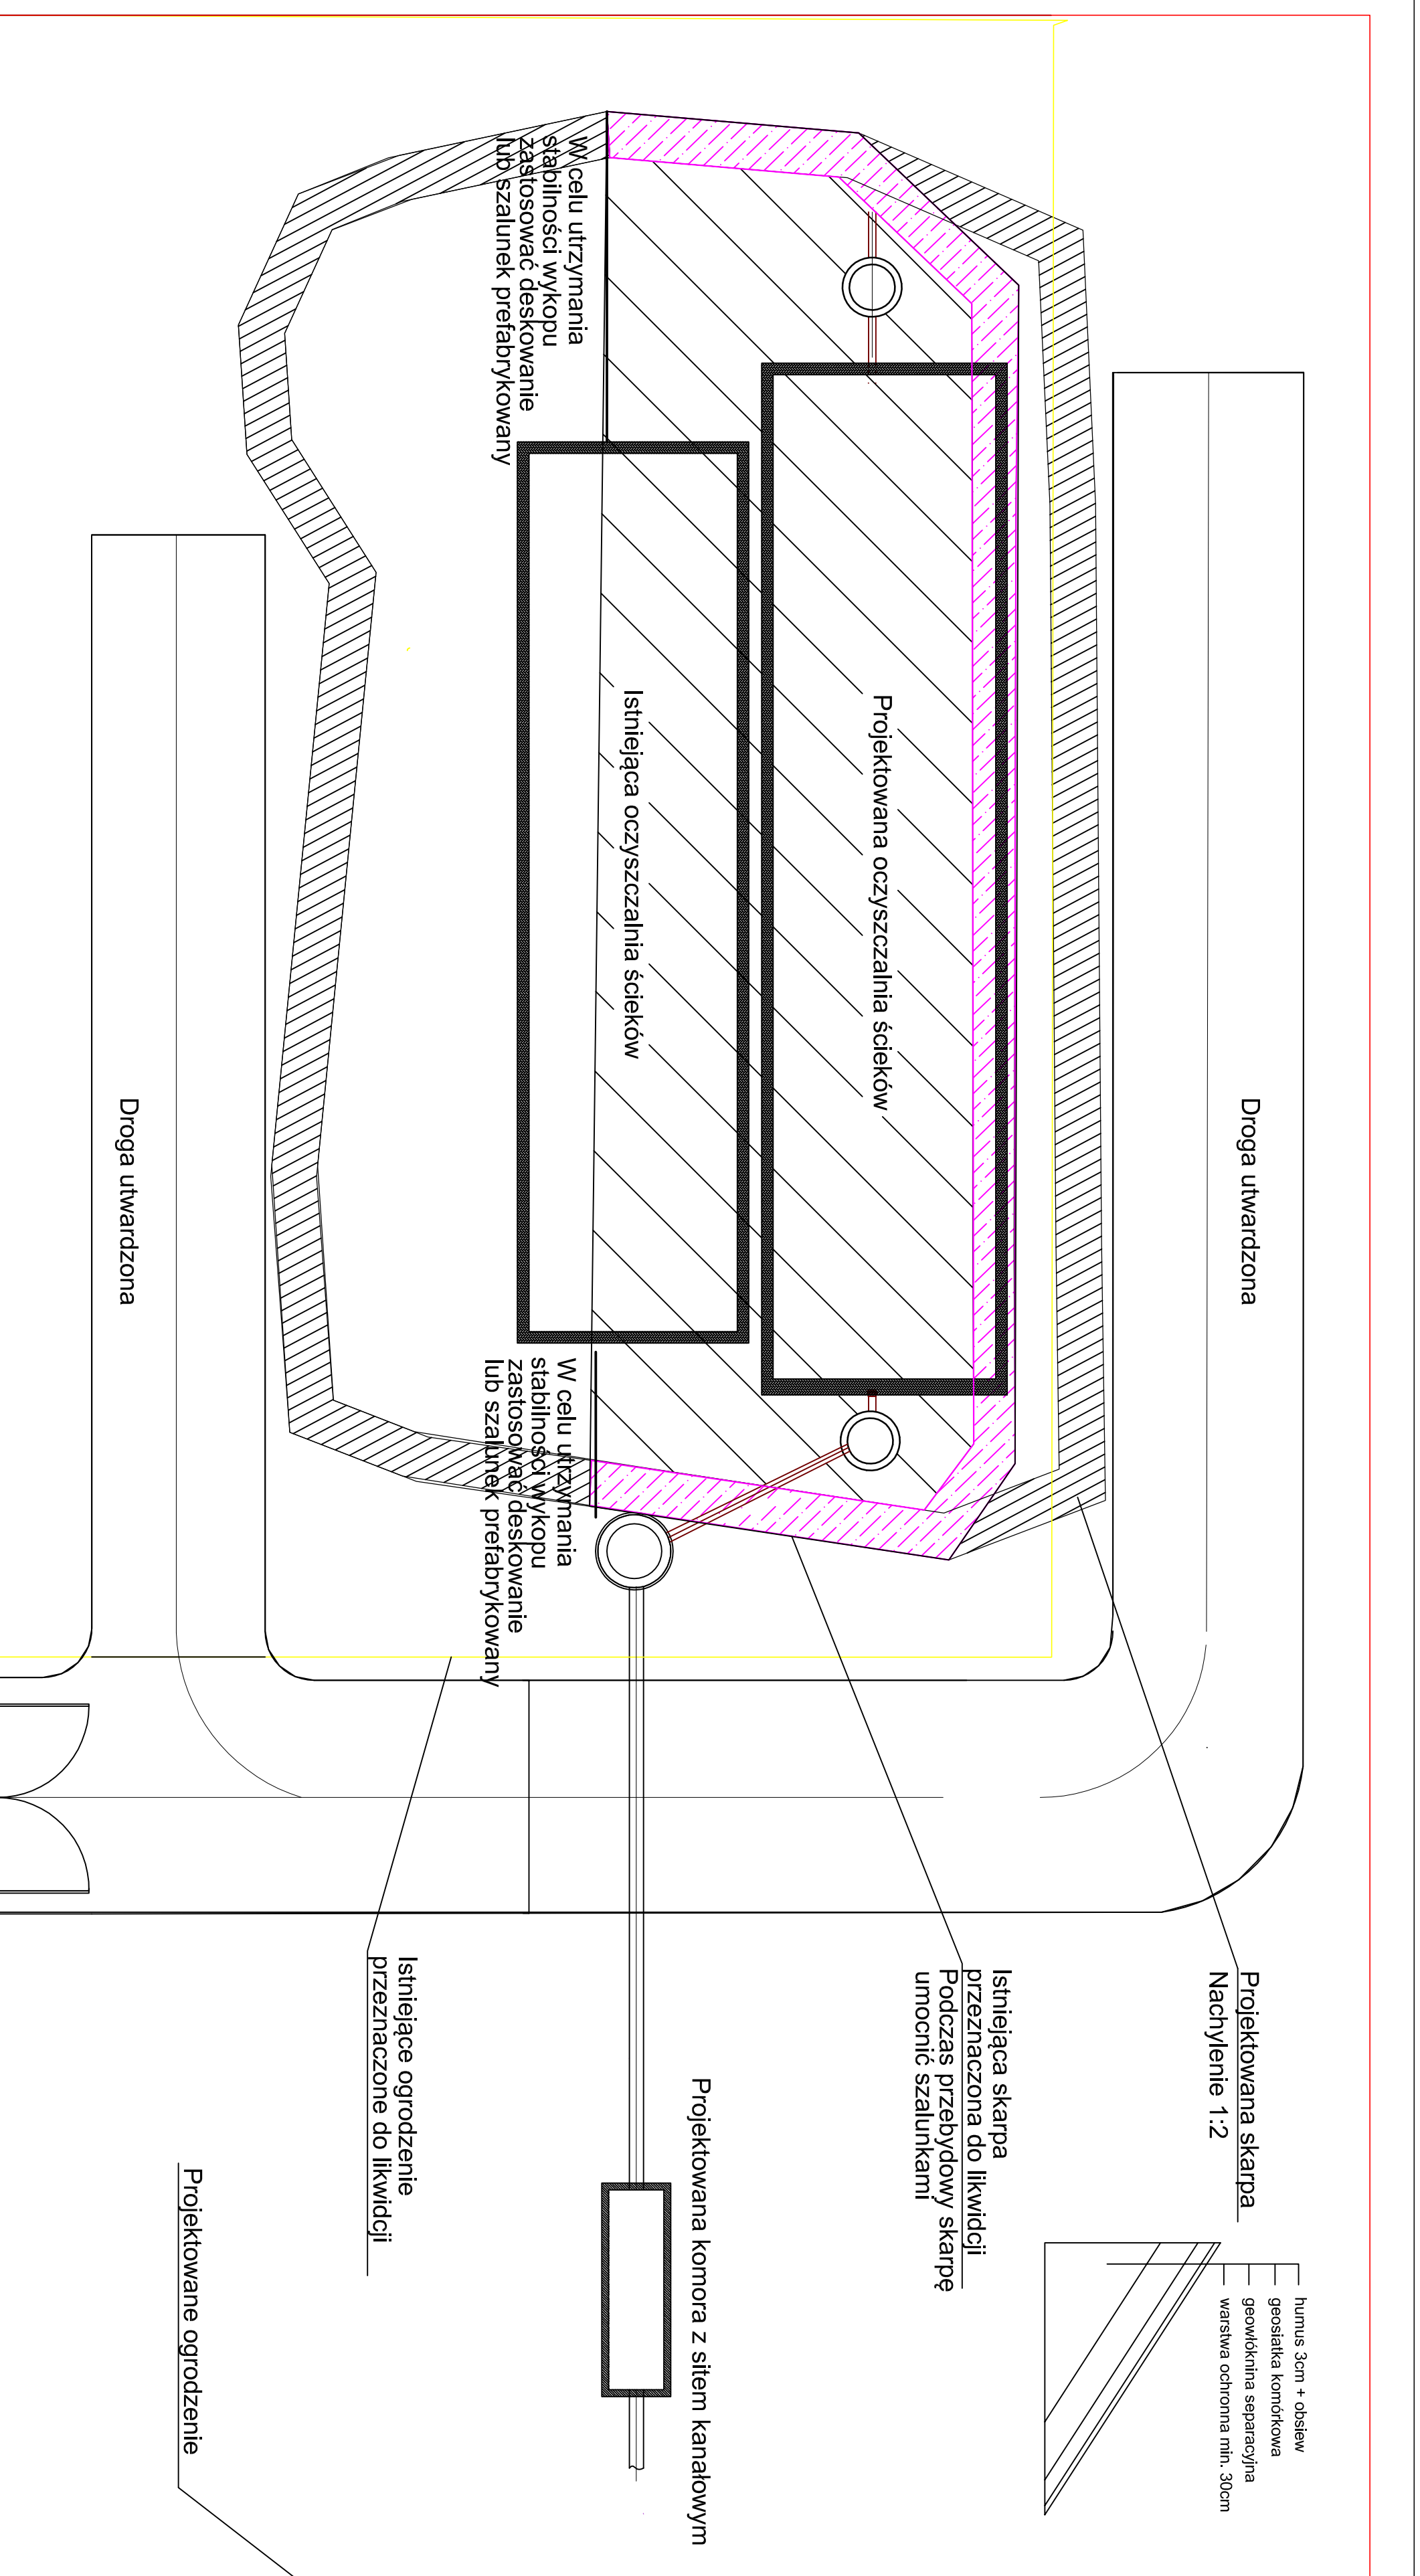 humus 3cm + obsiew
geosiatka komórkowa
geowłóknina separacyjna
warstwa ochronna min. 30cm
Droga utwardzona
Projektowana skarpa
Nachylenie 1:2
Istniejąca skarpa
przeznaczona do likwidcji
Podczas przebydowy skarpę
umocnić szalunkami
Projektowana oczyszczalnia ścieków
Projektowana komora z sitem kanałowym
Istniejąca oczyszczalnia ścieków
W celu utrzymania
stabilności wykopu
zastosować deskowanie
lub szalunek prefabrykowany
W celu utrzymania
stabilności wykopu
zastosować deskowanie
lub szalunek prefabrykowany
Istniejące ogrodzenie
przeznaczone do likwidcji
Projektowane ogrodzenie
Droga utwardzona